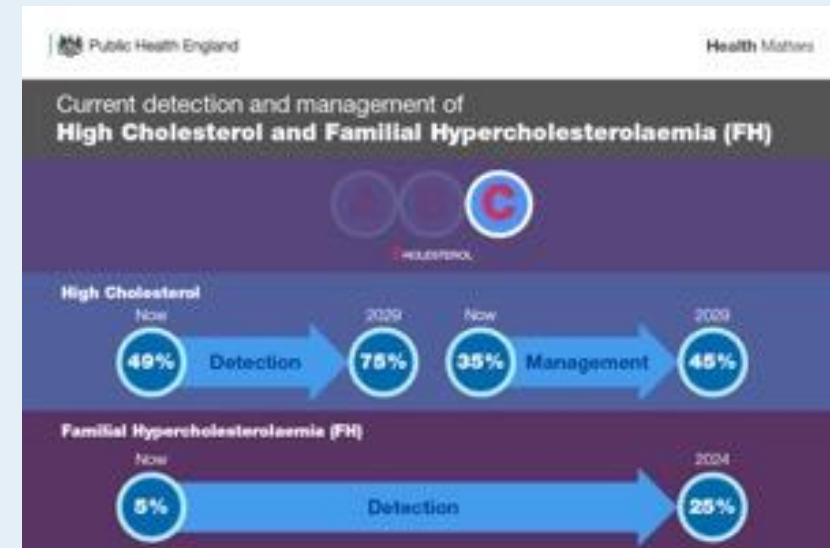 Public Health England
Health Matters
Current detection and management of
High Cholesterol and Familial Hypercholesterolaemia (FH)
A B C
CHOLESTEROL
High Cholesterol
Now 2029 Now 2029
49% Detection 75% 35% Management 45%
Familial Hypercholesterolaemia (FH)
Now 2024
5% Detection 25%